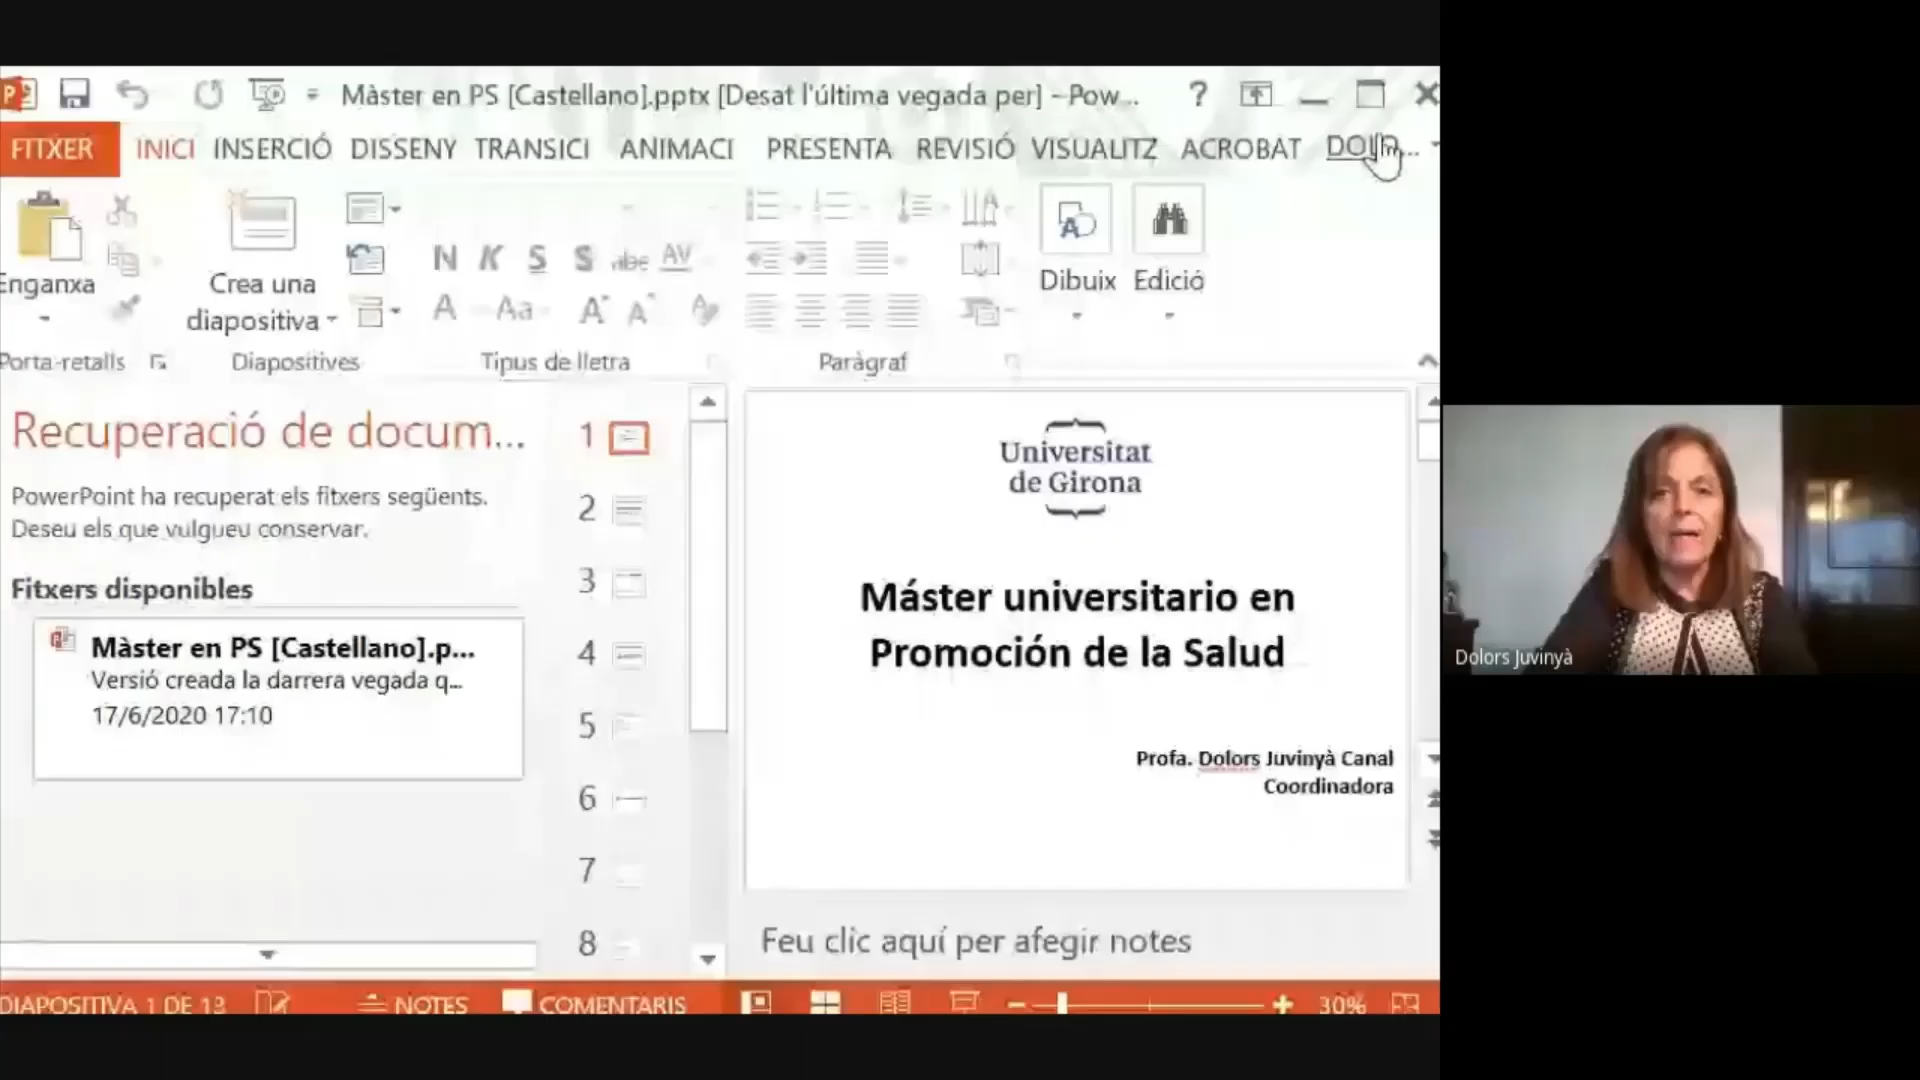 Màster en PS [Castellano].pptx [Desat l'última vegada per] - Pow...
FITXER INICI INSERCIÓ DISSENY TRANSICI ANIMACI PRESENTA REVISIÓ VISUALITZ ACROBAT
Enganxa
Crea una
diapositiva
N K S S abc AV
A Aa A A
Dibuix Edició
Porta-retalls Diapositives Tipus de lletra Paràgraf
Recuperació de docum...
PowerPoint ha recuperat els fitxers següents.
Deseu els que vulgueu conservar.
Fitxers disponibles
Màster en PS [Castellano].p...
Versió creada la darrera vegada q...
17/6/2020 17:10
1
2
3
4
5
6
7
8
Universitat
de Girona
Máster universitario en
Promoción de la Salud
Profa. Dolors Juvinyà Canal
Coordinadora
Feu clic aquí per afegir notes
DIAPOSITIVA 1 DE 13 NOTES COMENTARIS 30%
Dolors Juvinyà